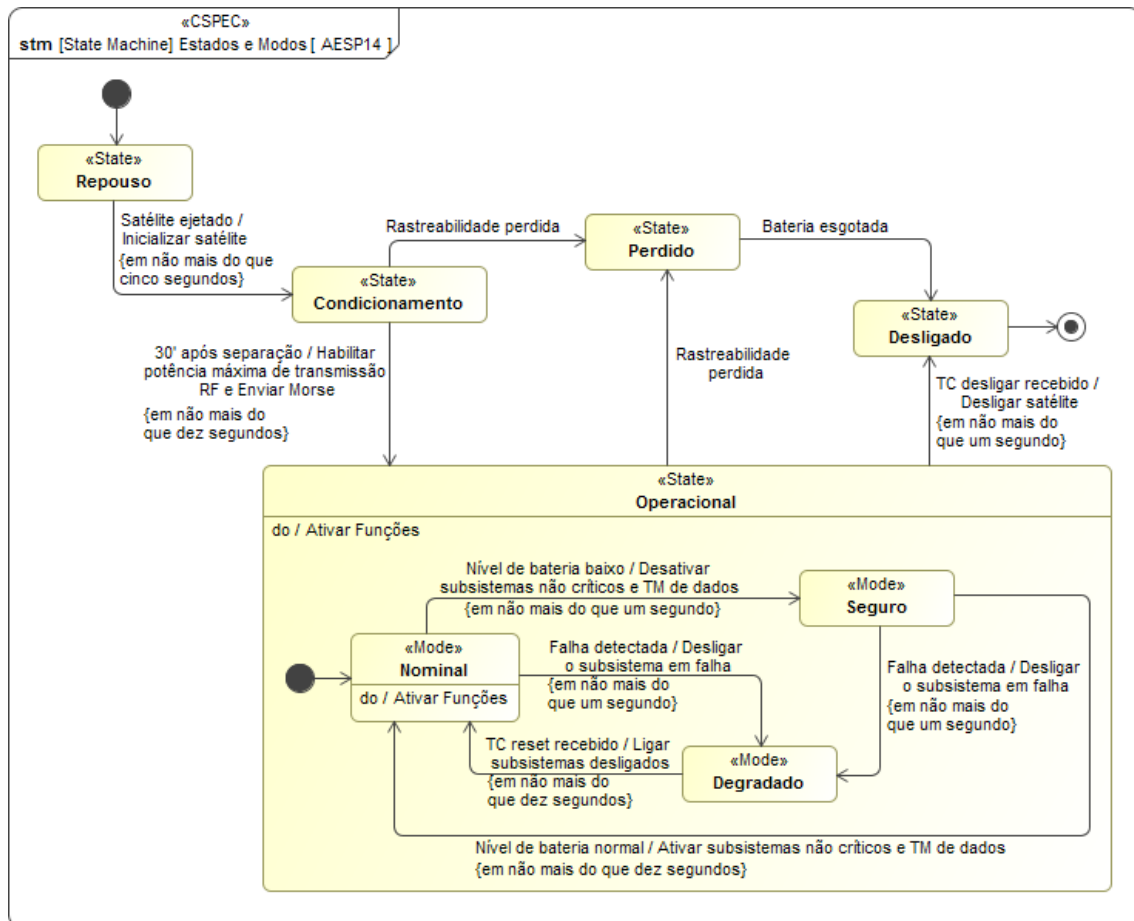 «CSPEC»
stm [State Machine] Estados e Modos [ AESP14 ]
«State»
Repouso
Satélite ejetado /
Inicializar satélite
{em não mais do que
cinco segundos}
Rastreabilidade perdida
«State»
Perdido
Bateria esgotada
«State»
Condicionamento
«State»
Desligado
30' após separação / Habilitar
potência máxima de transmissão
RF e Enviar Morse
{em não mais do
que dez segundos}
Rastreabilidade
perdida
TC desligar recebido /
Desligar satélite
{em não mais do
que um segundo}
«State»
Operacional
do / Ativar Funções
Nível de bateria baixo / Desativar
subsistemas não críticos e TM de dados
{em não mais do que um segundo}
«Mode»
Seguro
«Mode»
Nominal
do / Ativar Funções
Falha detectada / Desligar
o subsistema em falha
{em não mais do
que um segundo}
Falha detectada / Desligar
o subsistema em falha
{em não mais do
que um segundo}
TC reset recebido / Ligar
subsistemas desligados
{em não mais do
que dez segundos}
«Mode»
Degradado
Nível de bateria normal / Ativar subsistemas não críticos e TM de dados
{em não mais do que dez segundos}